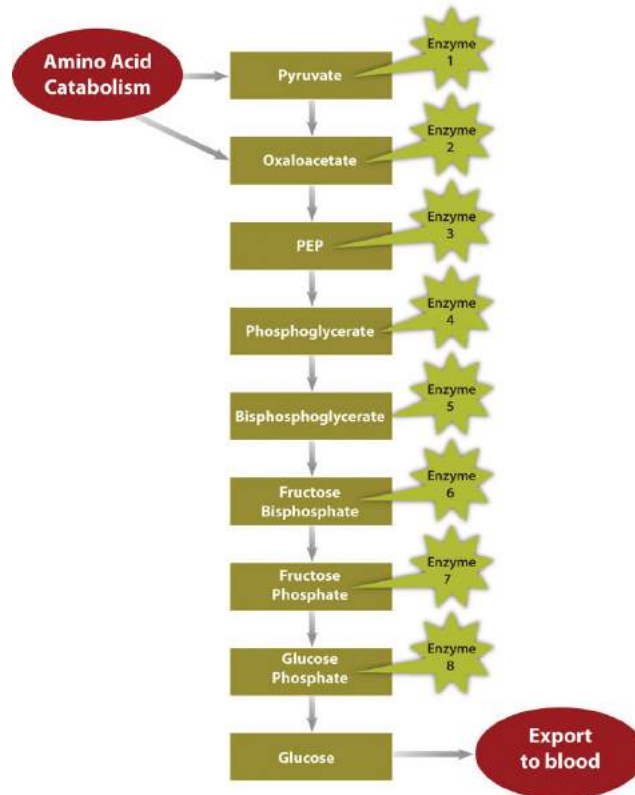 Amino Acid
Catabolism
Pyruvate
Enzyme
1
Oxaloacetate
Enzyme
2
PEP
Enzyme
3
Phosphoglycerate
Enzyme
4
Bisphosphoglycerate
Enzyme
5
Fructose
Bisphosphate
Enzyme
6
Fructose
Phosphate
Enzyme
7
Glucose
Phosphate
Enzyme
8
Glucose
Export
to blood